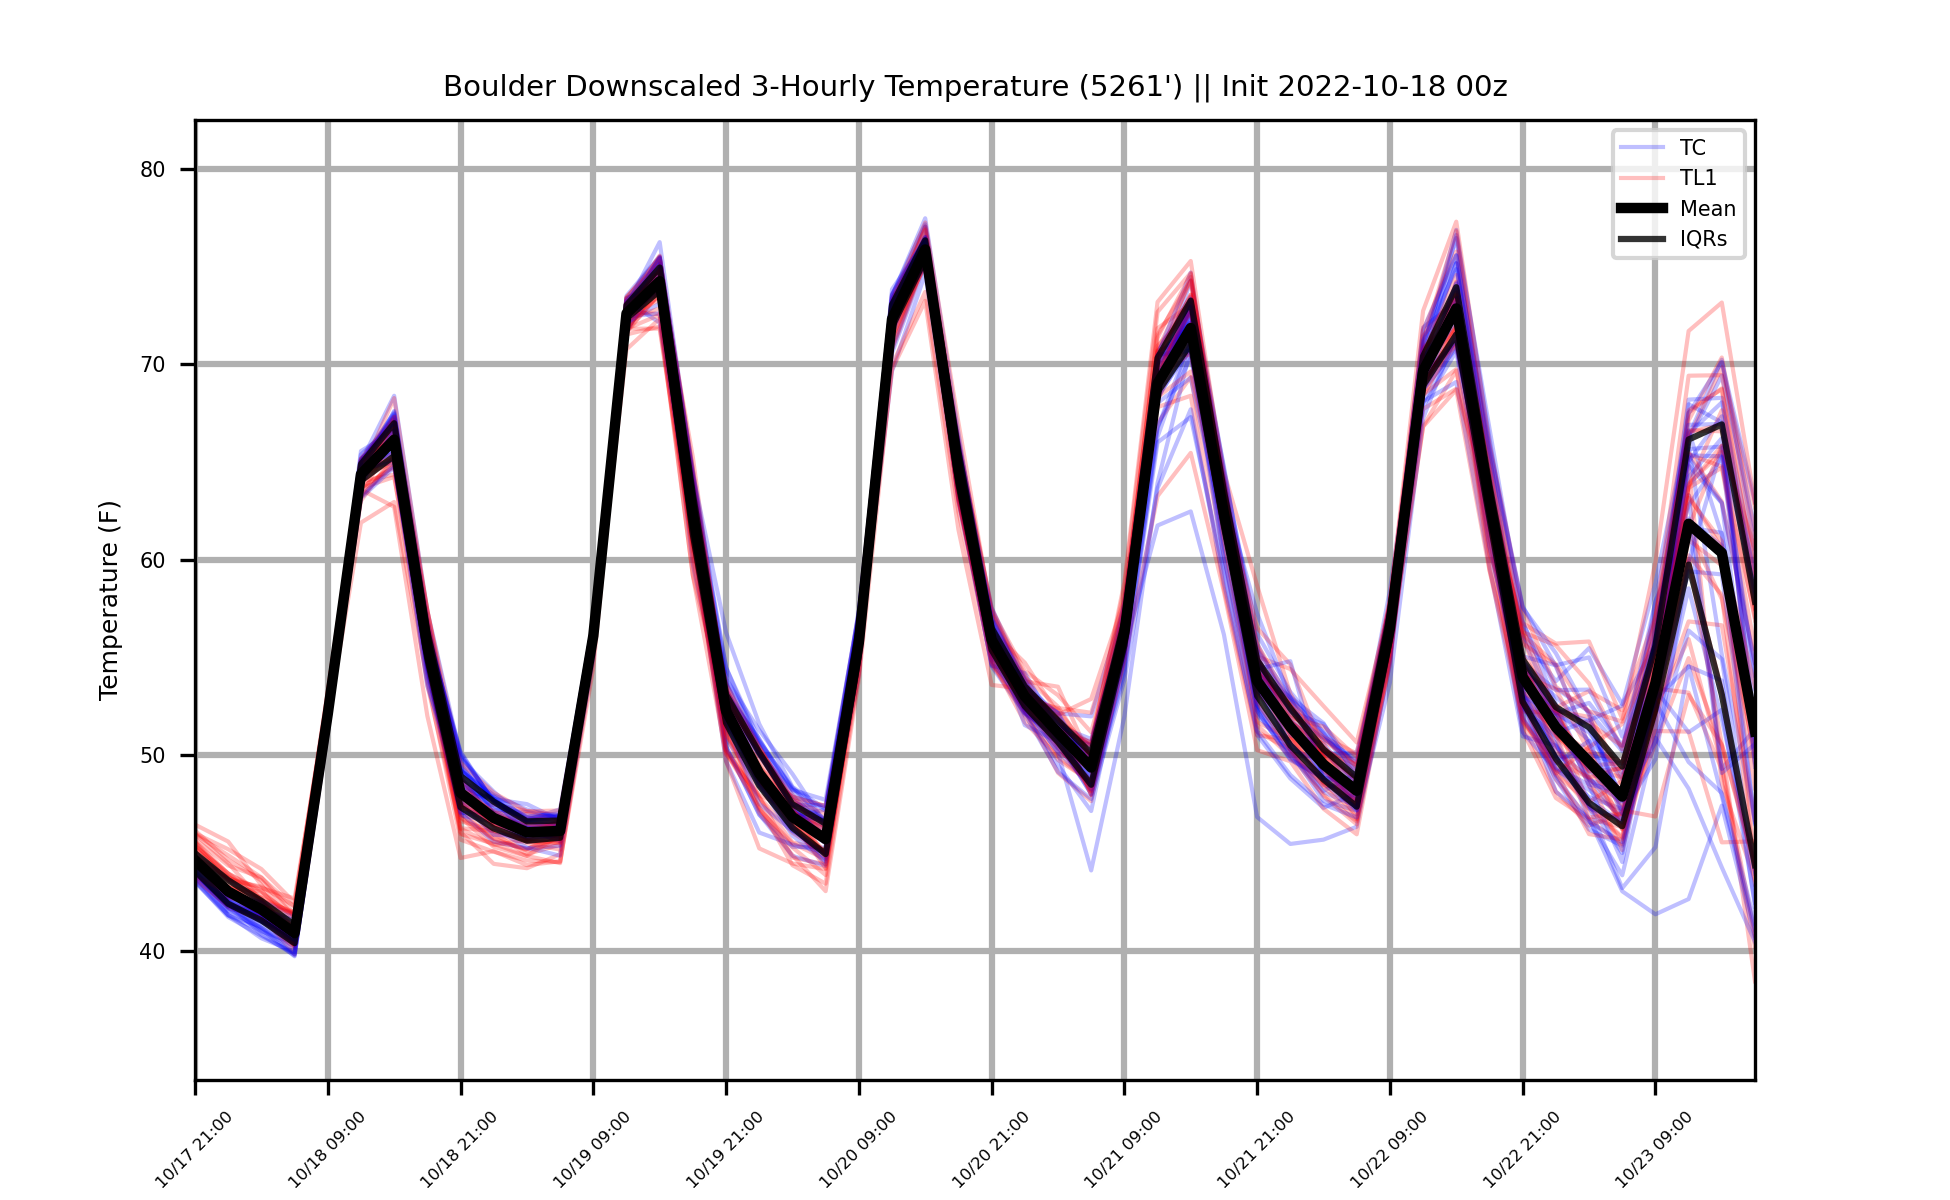 Boulder Downscaled 3-Hourly Temperature (5261') || Init 2022-10-18 00z
TC
TL1
Mean
IQRs
Temperature (F)
80
70
60
50
40
10/17 21:00
10/18 09:00
10/18 21:00
10/19 09:00
10/19 21:00
10/20 09:00
10/20 21:00
10/21 09:00
10/21 21:00
10/22 09:00
10/22 21:00
10/23 09:00